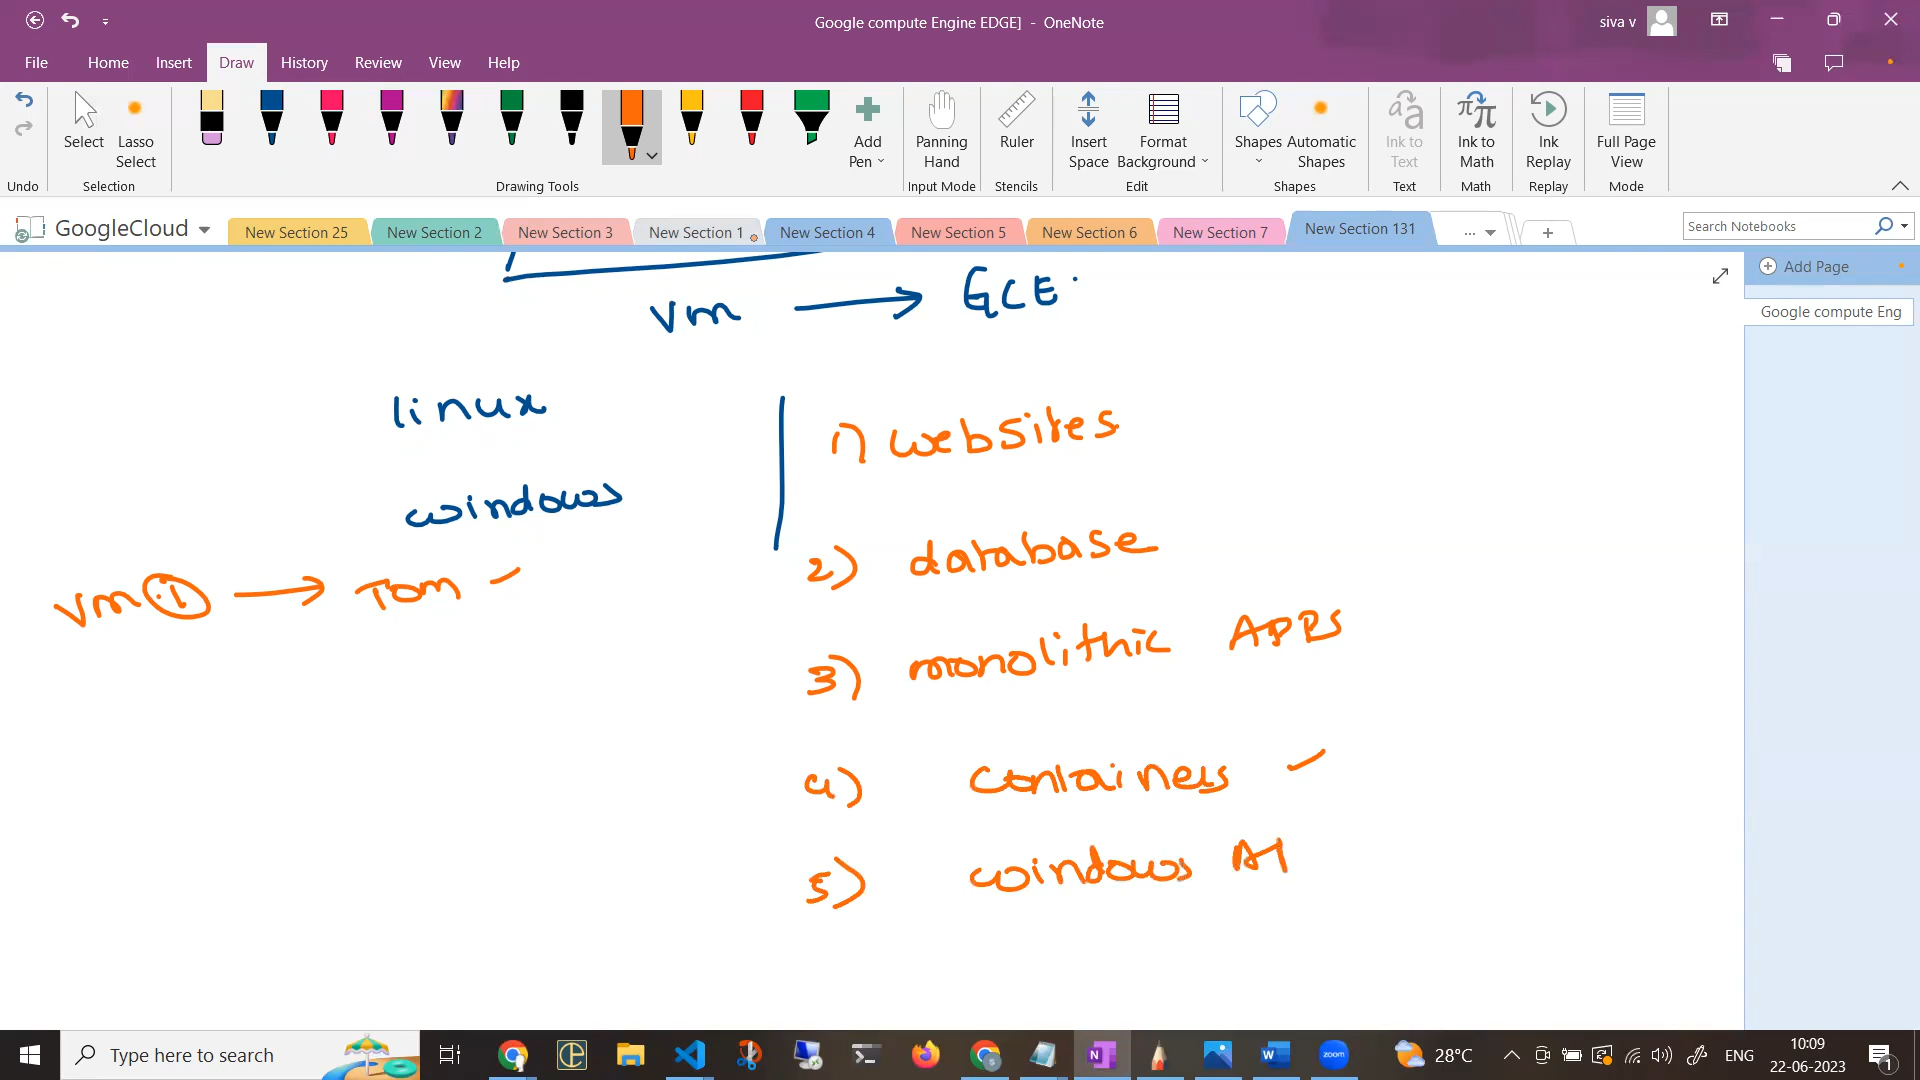 Google compute Engine EDGE] - OneNote
siva v
File Home Insert Draw History Review View Help
Select
Lasso Select
Add Pen
Panning Hand
Ruler
Insert Space
Format Background
Shapes
Automatic Shapes
Ink to Text
Ink to Math
Ink Replay
Full Page View
Undo Selection Drawing Tools Input Mode Stencils Edit Shapes Text Math Replay Mode
GoogleCloud New Section 25 New Section 2 New Section 3 New Section 1 New Section 4 New Section 5 New Section 6 New Section 7 New Section 131 ... Search Notebooks
Add Page
Google compute Eng
vm → GCE
linux
windows
vm 1 → Tom
1) websites
2) database
3) monolithic APPS
4) containers
5) windows
Type here to search
zoom
28°C
ENG
10:09
22-06-2023
1